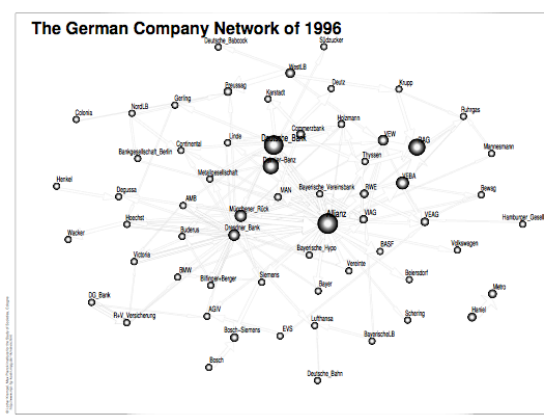 The German Company Network of 1996
Deutsche_Babcock
Südzucker
WestLB
Preussag
Karstadt
Deutz
Krupp
Gerling
NordLB
Colonia
Ruhrgas
Holzmann
Commerzbank
Linde
Deutsche_Bank
VEW
RAG
Continental
Bankgesellschaft_Berlin
Thyssen
Mannesmann
Metallgesellschaft
Daimler-Benz
VEBA
Henkel
Degussa
MAN
Bayerische_Vereinsbank
RWE
Bewag
AMB
Münchener_Rück
Allianz
VIAG
VEAG
Hamburger_Gesell
Hoechst
Buderus
Dresdner_Bank
Wacker
Victoria
Bayerische_Hypo
BASF
Volkswagen
BMW
Bilfinger+Berger
Siemens
Vereinte
Beiersdorf
Bayer
Metro
DG_Bank
R+V_Versicherung
AGIV
Lufthansa
Schering
Henkel
Bosch-Siemens
EVS
BayerischeLB
Bosch
Deutsche_Bahn